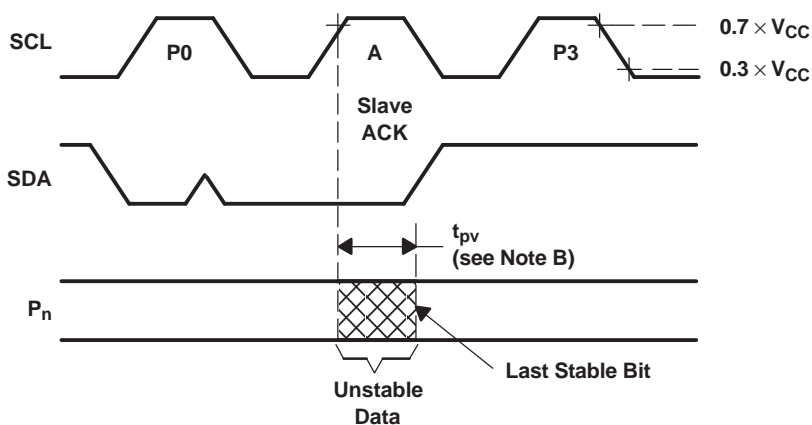 SCL
P0
A
P3
0.7 × VCC
0.3 × VCC
Slave
ACK
SDA
tpv
(see Note B)
Pn
Last Stable Bit
Unstable
Data